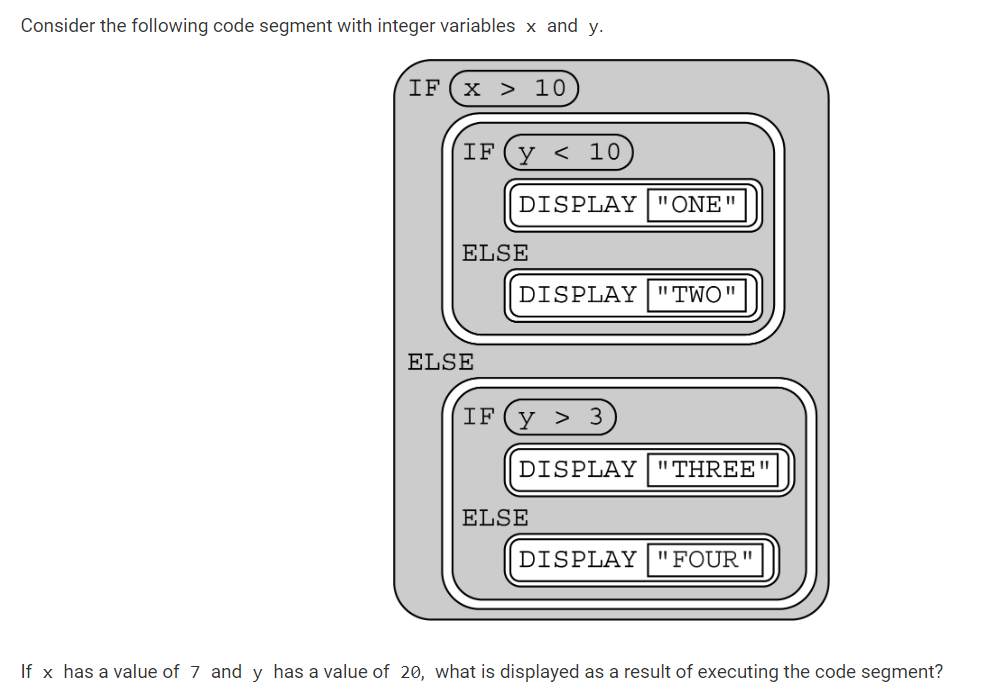 Consider the following code segment with integer variables x and y.
IF x > 10
IF y < 10
DISPLAY "ONE"
ELSE
DISPLAY "TWO"
ELSE
IF y > 3
DISPLAY "THREE"
ELSE
DISPLAY "FOUR"
If x has a value of 7 and y has a value of 20, what is displayed as a result of executing the code segment?